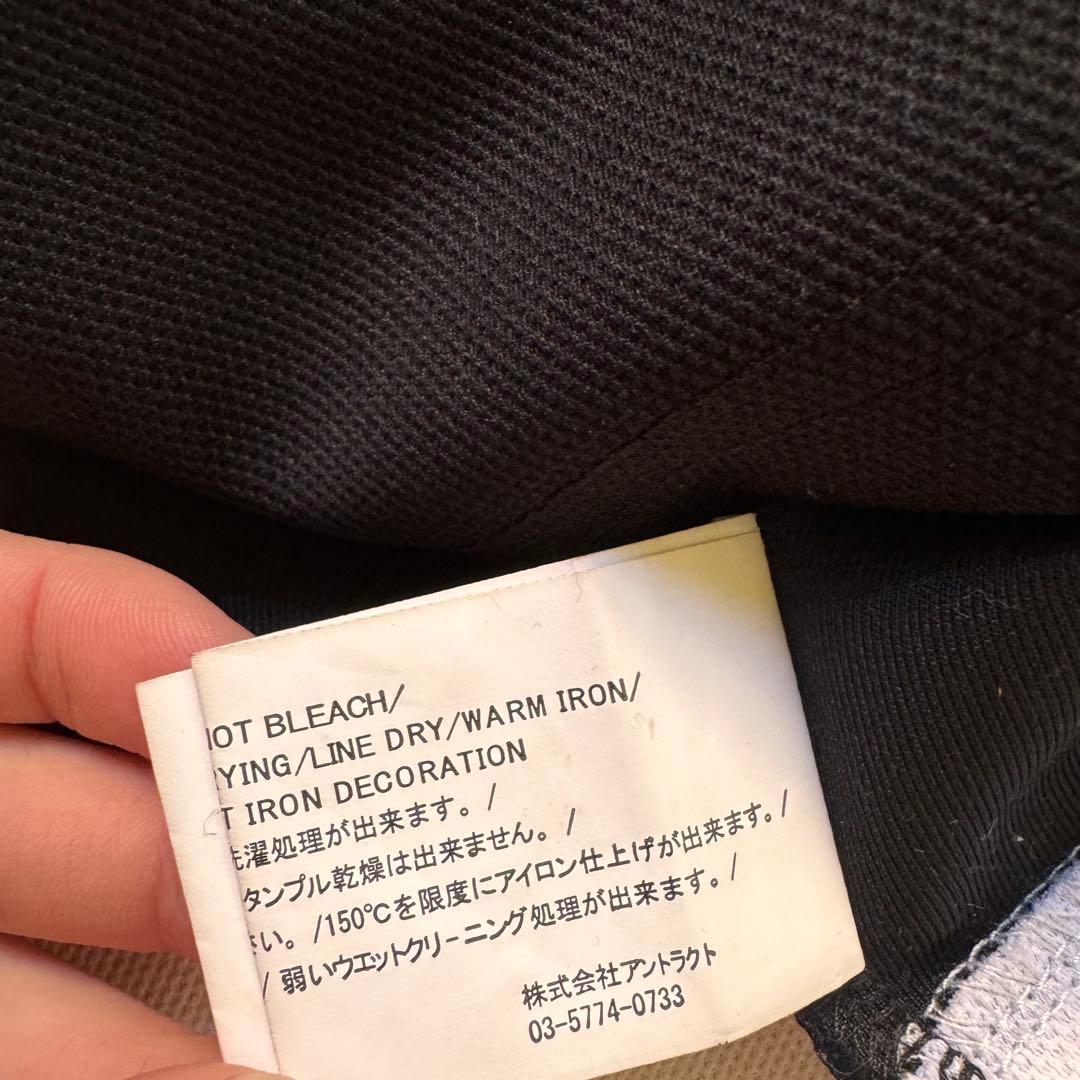 NOT BLEACH/
YING/LINE DRY/WARM IRON/
T IRON DECORATION
洗濯処理が出来ます。/
タンプル乾燥は出来ません。/
さい。/150℃を限度にアイロン仕上げが出来ます。/
/ 弱いウエットクリーニング処理が出来ます。/
株式会社アントラクト
03-5774-0733